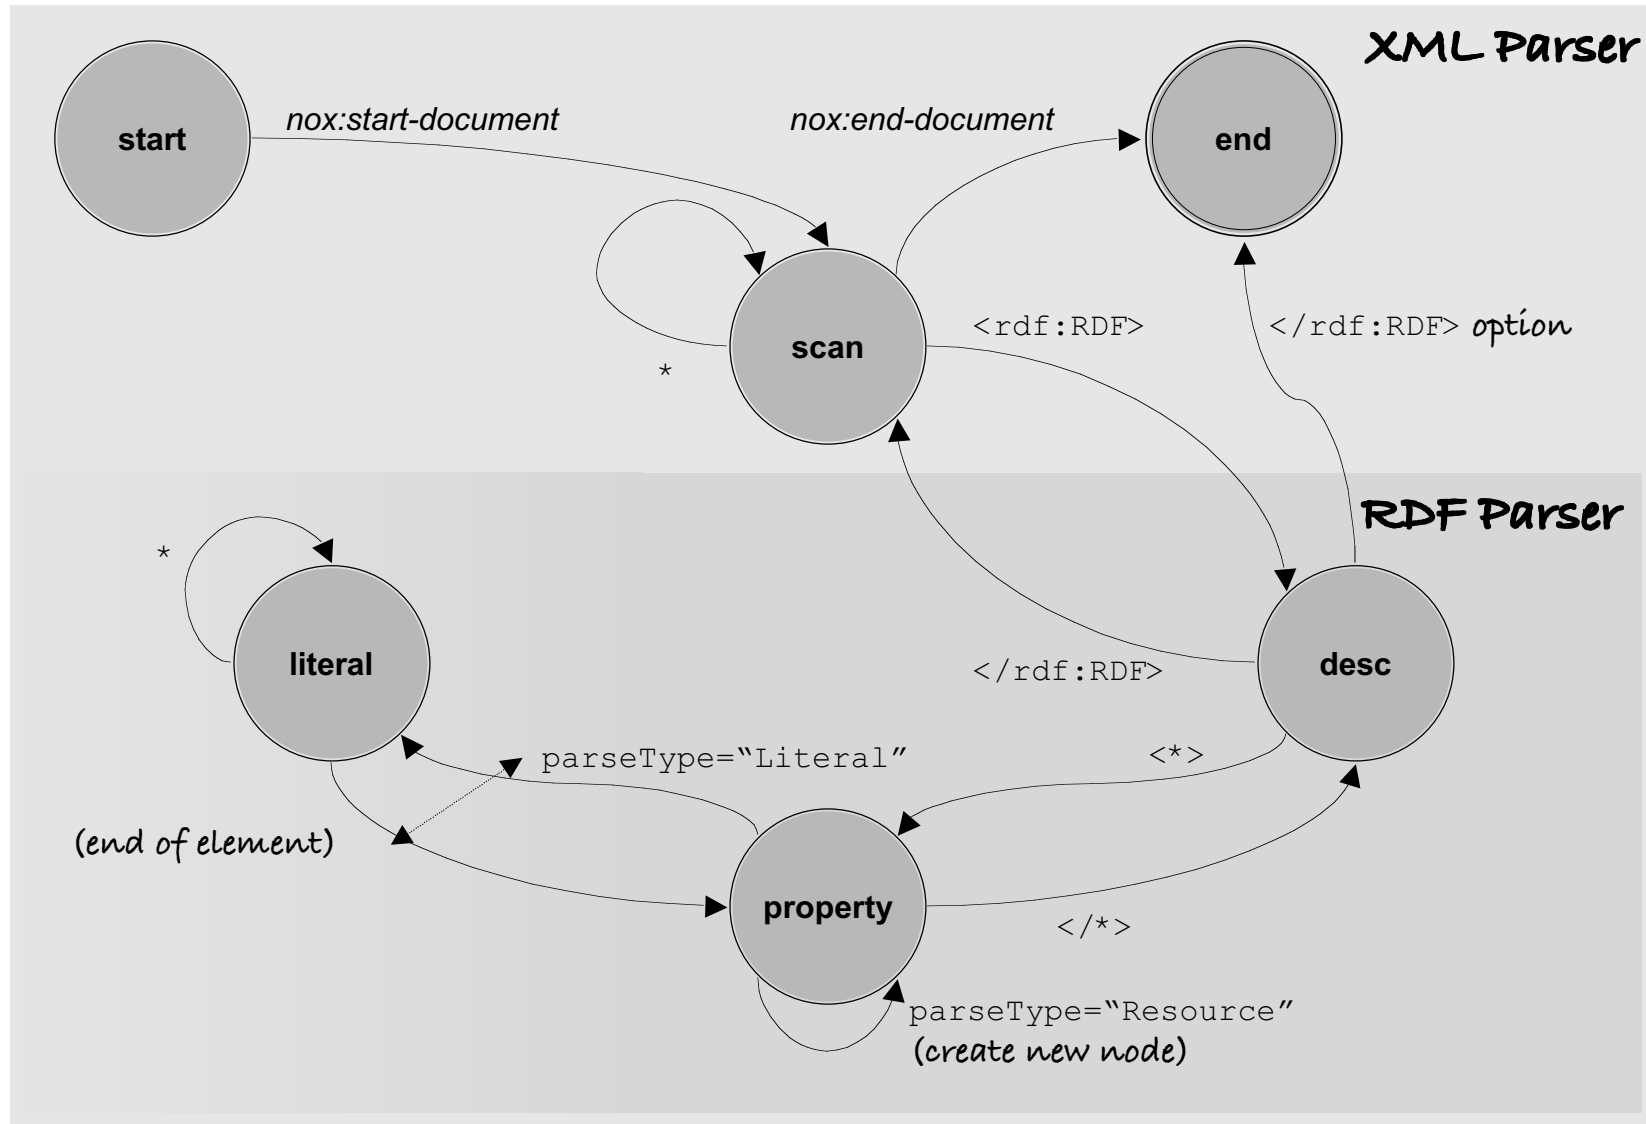 XML Parser
start
nox:start-document
nox:end-document
end
<rdf:RDF>
</rdf:RDF> option
scan
*
RDF Parser
*
literal
</rdf:RDF>
desc
parseType=“Literal”
<*>
(end of element)
property
</*>
parseType=“Resource”
(create new node)